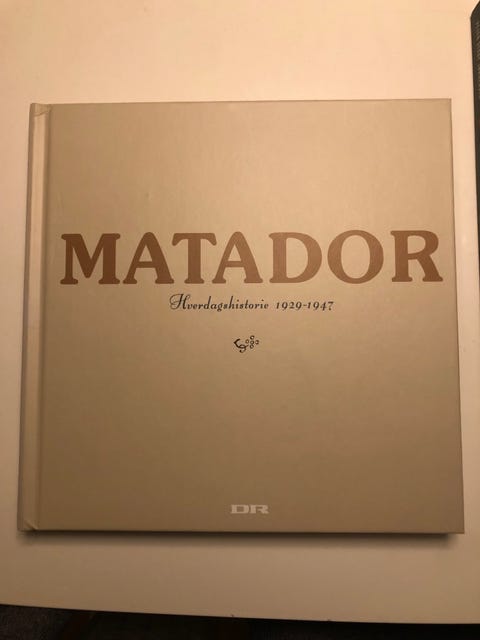 MATADOR
Hverdagshistorie 1929-1947
DR